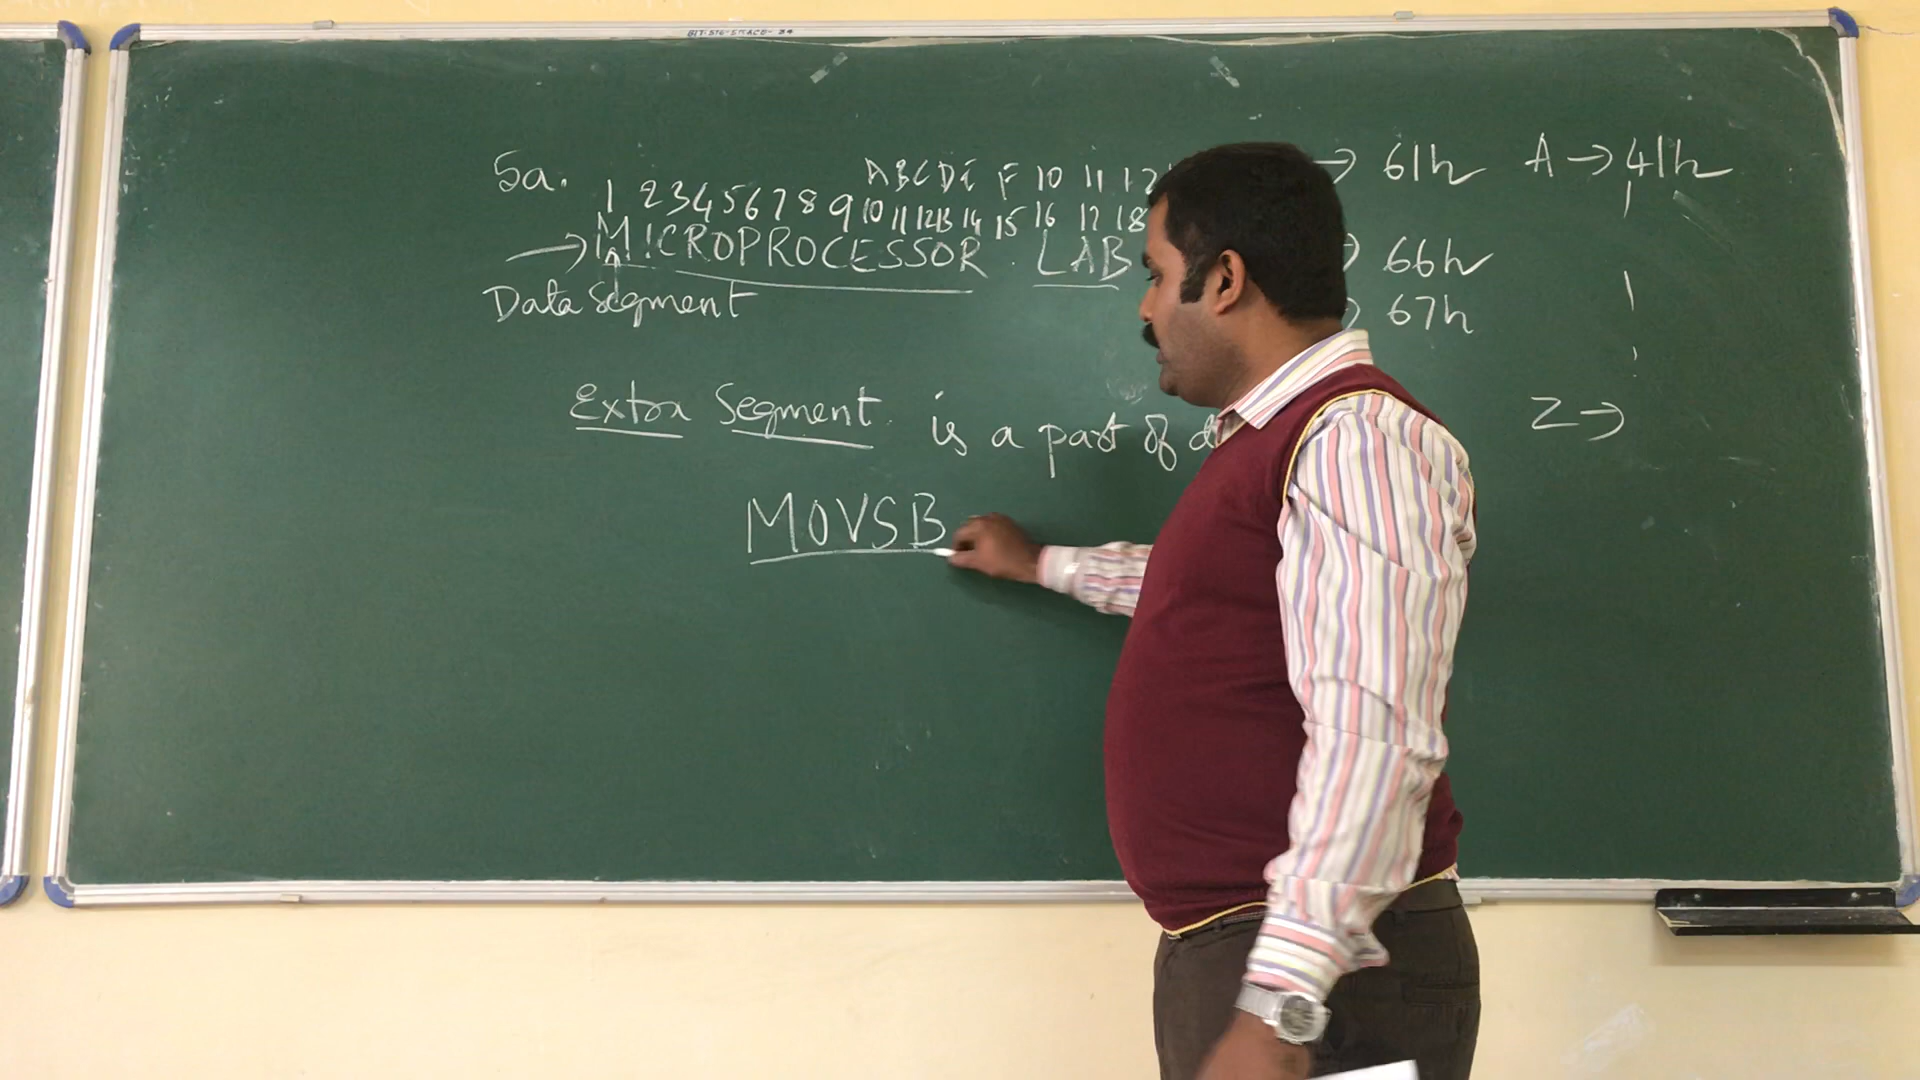 5a.
A B C D E F 10 11 12
1 2 3 4 5 6 7 8 9 10 11 12 13 14 15 16 17 18
→ MICROPROCESSOR LAB
Data Segment
→ 61h
→ 66h
→ 67h
A → 41h
Z →
Extra Segment is a part of
MOVSB